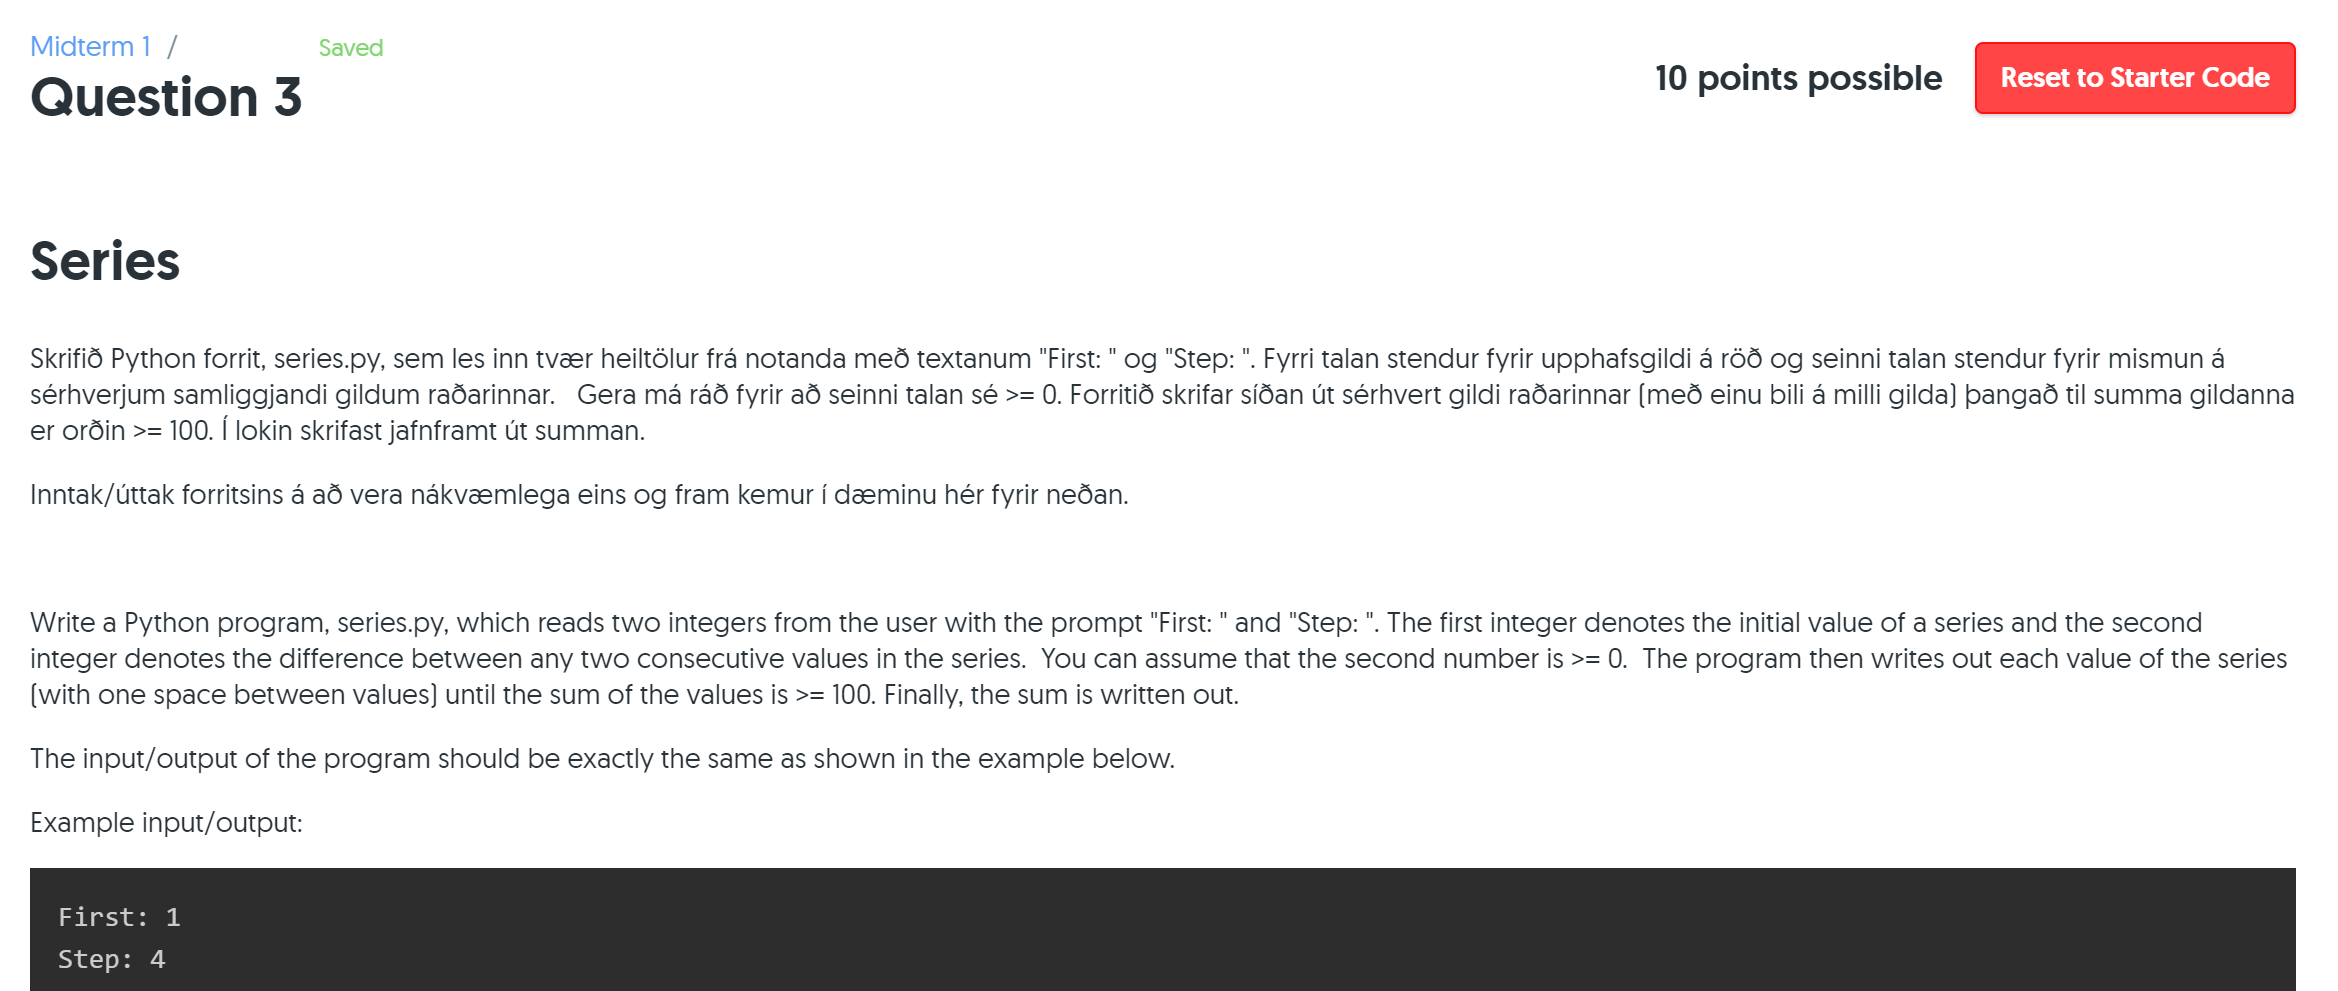 Midterm 1 / Saved
Question 3
10 points possible
Reset to Starter Code
Series
Skrifið Python forrit, series.py, sem les inn tvær heiltölur frá notanda með textanum "First: " og "Step: ". Fyrri talan stendur fyrir upphafsgildi á röð og seinni talan stendur fyrir mismun á
sérhverjum samliggjandi gildum raðarinnar.   Gera má ráð fyrir að seinni talan sé >= 0. Forritið skrifar síðan út sérhvert gildi raðarinnar (með einu bili á milli gilda) þangað til summa gildanna
er orðin >= 100. Í lokin skrifast jafnframt út summan.
Inntak/úttak forritsins á að vera nákvæmlega eins og fram kemur í dæminu hér fyrir neðan.
Write a Python program, series.py, which reads two integers from the user with the prompt "First: " and "Step: ". The first integer denotes the initial value of a series and the second
integer denotes the difference between any two consecutive values in the series.  You can assume that the second number is >= 0.  The program then writes out each value of the series
(with one space between values) until the sum of the values is >= 100. Finally, the sum is written out.
The input/output of the program should be exactly the same as shown in the example below.
Example input/output:
First: 1
Step: 4